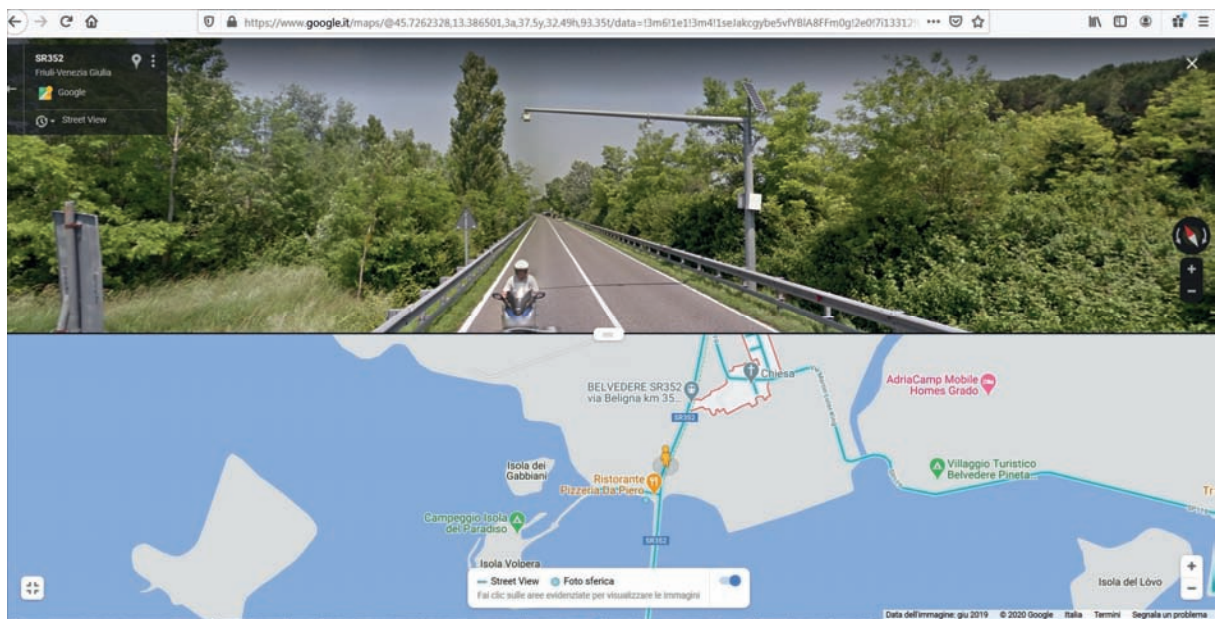 https://www.google.it/maps/@45.7262328,13.386501,3a,37.5y,32.49h,93.35t/data=!3m6!1e1!3m4!
SR352
Friuli-Venezia Giulia
Google
Street View
BELVEDERE SR352
via Beligna km 35...
Chiesa
AdriaCamp Mobile
Homes Grado
SR352
Isola dei
Gabbiani
Ristorante
Pizzeria Da Piero
Villaggio Turistico
Belvedere Pineta...
Tr
Campeggio Isola
del Paradiso
SR352
Isola Volpera
Isola del Lòvo
Street View
Foto sferica
Fai clic sulle aree evidenziate per visualizzare le immagini
Data dell'immagine: giu 2019 © 2020 Google Italia Termini Segnala un problema